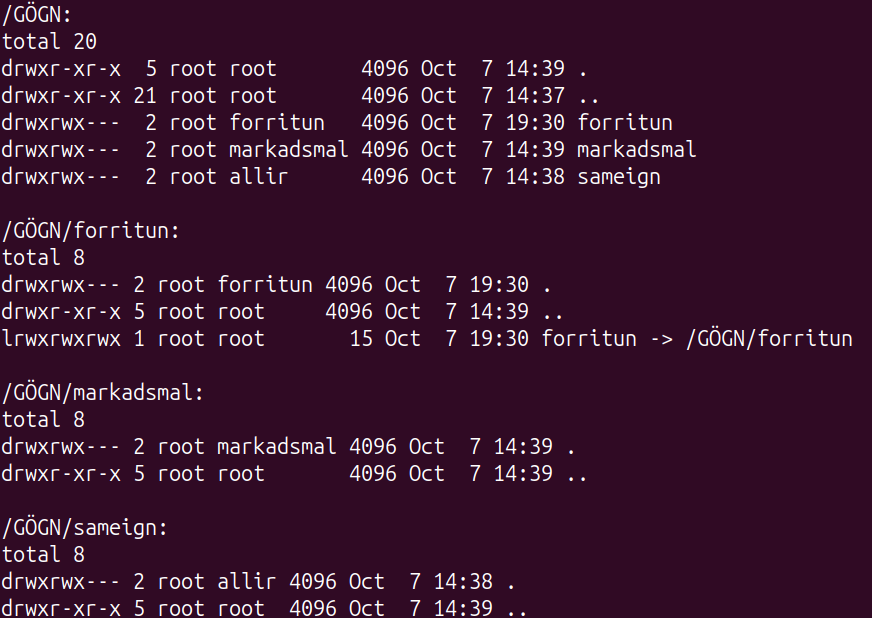 /GÖGN:
total 20
drwxr-xr-x  5 root root       4096 Oct  7 14:39 .
drwxr-xr-x 21 root root       4096 Oct  7 14:37 ..
drwxrwx---  2 root forritun   4096 Oct  7 19:30 forritun
drwxrwx---  2 root markadsmal 4096 Oct  7 14:39 markadsmal
drwxrwx---  2 root allir      4096 Oct  7 14:38 sameign

/GÖGN/forritun:
total 8
drwxrwx--- 2 root forritun 4096 Oct  7 19:30 .
drwxr-xr-x 5 root root     4096 Oct  7 14:39 ..
lrwxrwxrwx 1 root root       15 Oct  7 19:30 forritun -> /GÖGN/forritun

/GÖGN/markadsmal:
total 8
drwxrwx--- 2 root markadsmal 4096 Oct  7 14:39 .
drwxr-xr-x 5 root root       4096 Oct  7 14:39 ..

/GÖGN/sameign:
total 8
drwxrwx--- 2 root allir 4096 Oct  7 14:38 .
drwxr-xr-x 5 root root  4096 Oct  7 14:39 ..